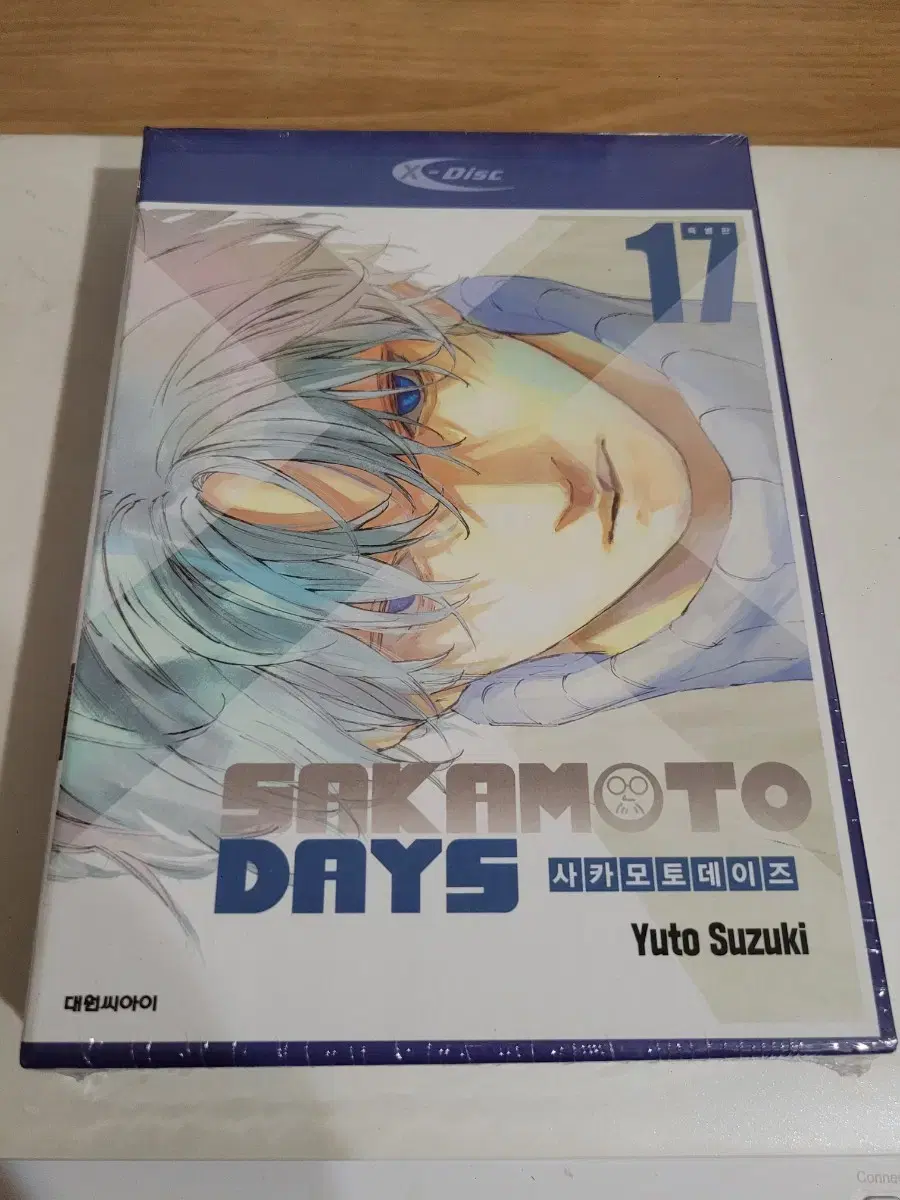 X-Disc
17
특별판
SAKAMOTO
DAYS
사카모토데이즈
Yuto Suzuki
대원씨아이